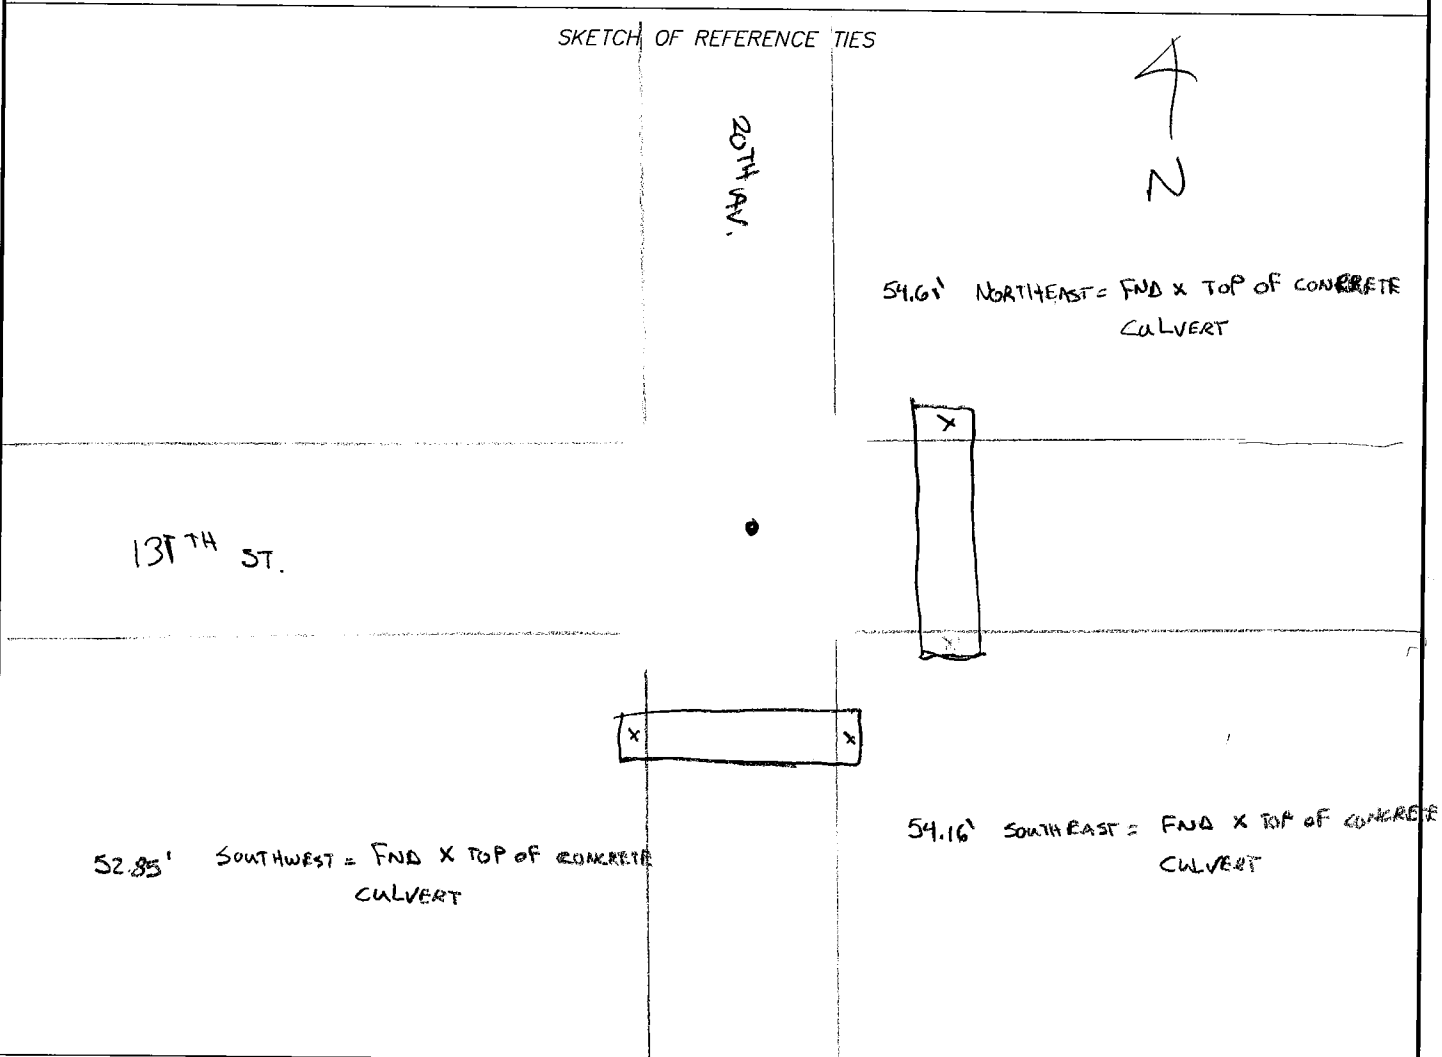 SKETCH OF REFERENCE TIES
N
20TH AV.
54.61' NORTHEAST = FND X TOP OF CONCRETE
CULVERT
X
ST.
X
X X
54.16' SOUTHEAST = FND X TOP OF CONCRETE
CULVERT
52.85' SOUTHWEST = FND X TOP OF CONCRETE
CULVERT